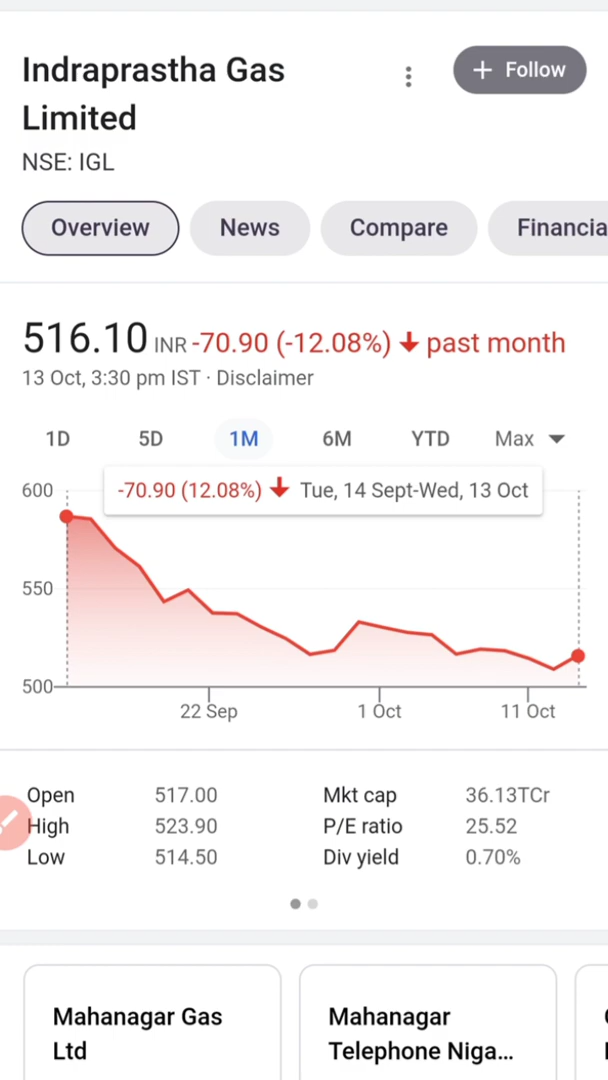 Indraprastha Gas
Limited
+ Follow
NSE: IGL
Overview News Compare Financia
516.10 INR -70.90 (-12.08%) ↓ past month
13 Oct, 3:30 pm IST · Disclaimer
1D 5D 1M 6M YTD Max
-70.90 (12.08%) ↓ Tue, 14 Sept-Wed, 13 Oct
600
550
500
22 Sep 1 Oct 11 Oct
Open 517.00 Mkt cap 36.13TCr
High 523.90 P/E ratio 25.52
Low 514.50 Div yield 0.70%
Mahanagar Gas
Ltd
Mahanagar
Telephone Niga...